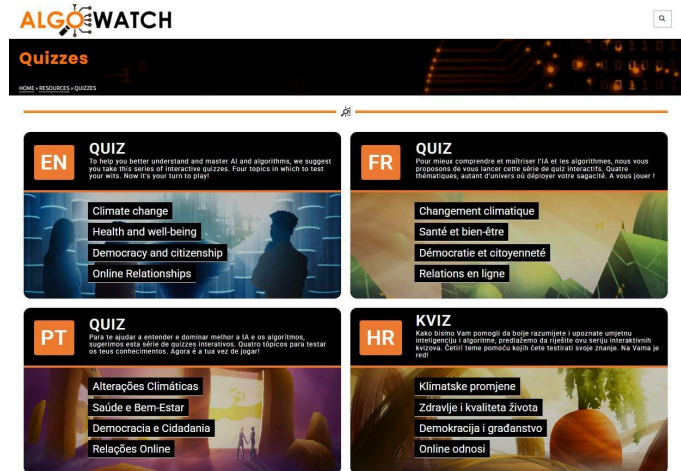 ALGOWATCH
Quizzes
HOME » RESOURCES » QUIZZES
EN
QUIZ
To help you better understand and master AI and algorithms, we suggest
you take this series of interactive quizzes. Four topics in which to test
your wits. Now it's your turn to play!
Climate change
Health and well-being
Democracy and citizenship
Online Relationships
FR
QUIZ
Pour mieux comprendre et maîtriser l'IA et les algorithmes, nous vous
proposons de vous lancer cette série de quiz interactifs. Quatre
thématiques, autant d'univers où déployer votre sagacité. A vous jouer !
Changement climatique
Santé et bien-être
Démocratie et citoyenneté
Relations en ligne
PT
QUIZ
Para te ajudar a entender e dominar melhor a IA e os algoritmos,
sugerimos esta série de quizzes interativos. Quatro tópicos para testar
os teus conhecimentos. Agora é a tua vez de jogar!
Alterações Climáticas
Saúde e Bem-Estar
Democracia e Cidadania
Relações Online
HR
KVIZ
Kako bismo Vam pomogli da bolje razumijete i upoznate umjetnu
inteligenciju i algoritme, predlažemo da riješite ovu seriju interaktivnih
kvizova. Četiri teme pomoću kojih ćete testirati svoje znanje. Na Vama je
red!
Klimatske promjene
Zdravlje i kvaliteta života
Demokracija i građanstvo
Online odnosi